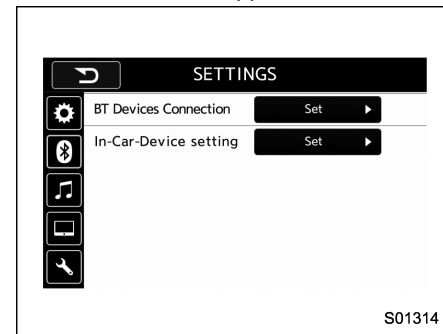 SETTINGS
BT Devices Connection Set
In-Car-Device setting Set
S01314